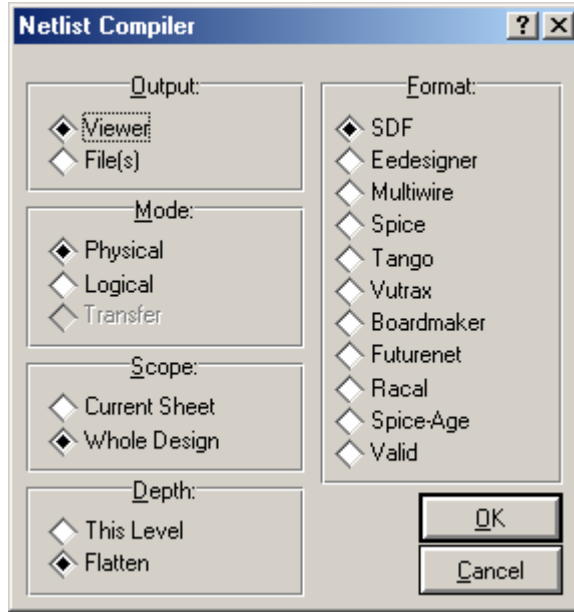 Netlist Compiler
Output:
Viewer
File(s)
Mode:
Physical
Logical
Transfer
Scope:
Current Sheet
Whole Design
Depth:
This Level
Flatten
Format:
SDF
Eedesigner
Multiwire
Spice
Tango
Vutrax
Boardmaker
Futurenet
Racal
Spice-Age
Valid
OK
Cancel